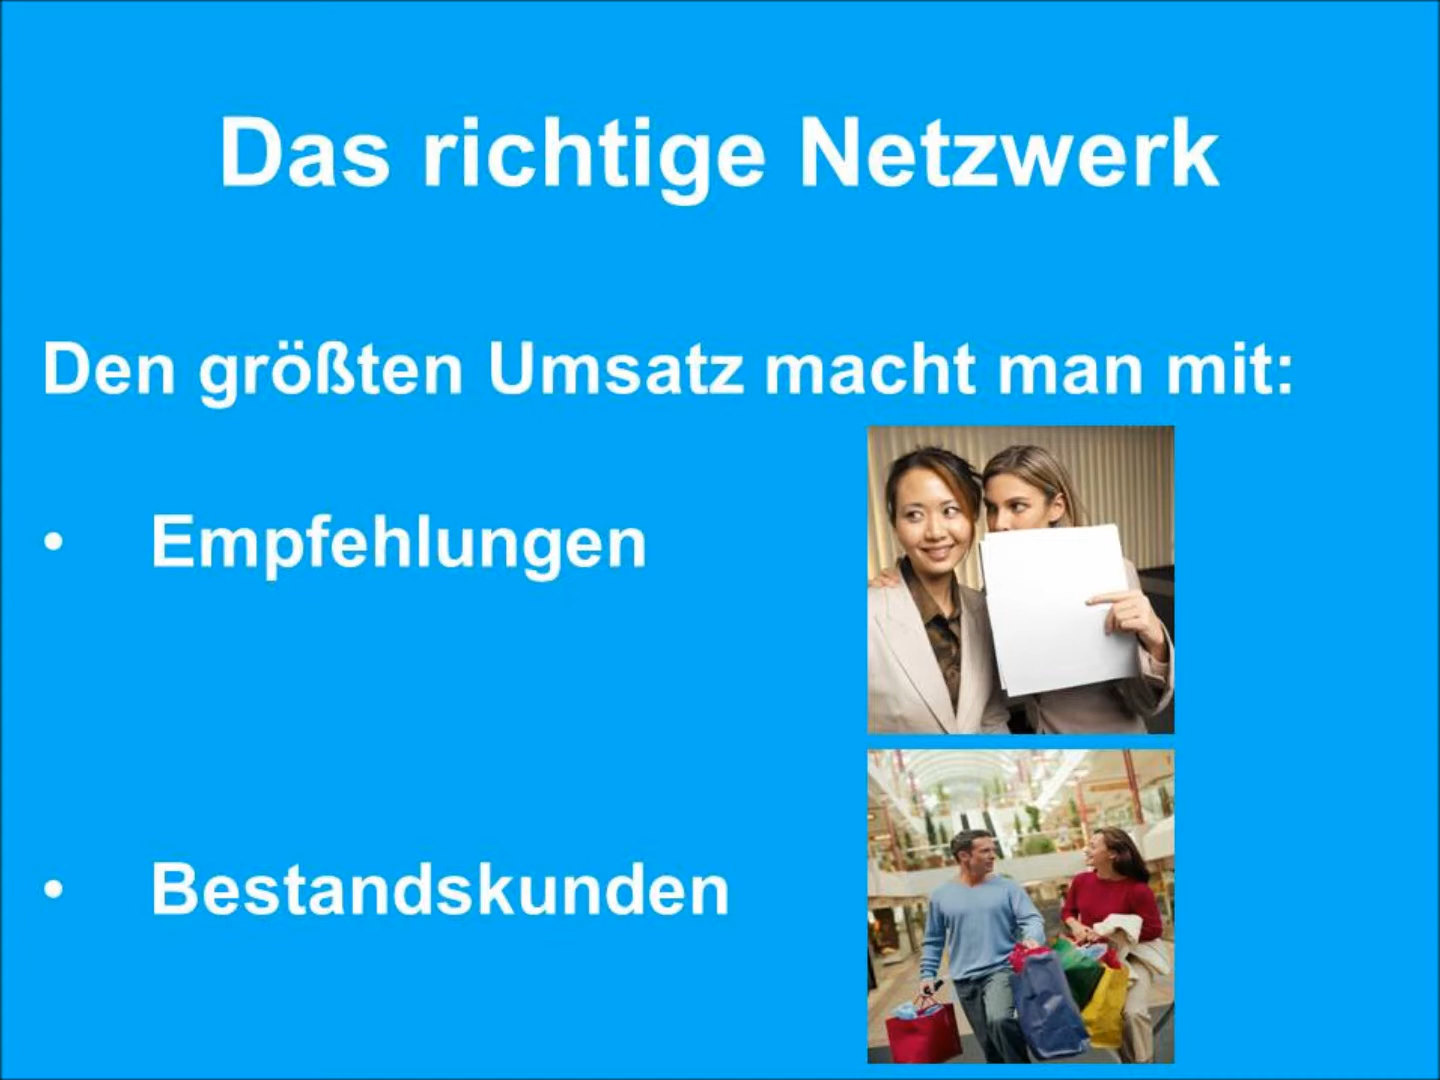 Das richtige Netzwerk
Den größten Umsatz macht man mit:
• Empfehlungen
• Bestandskunden